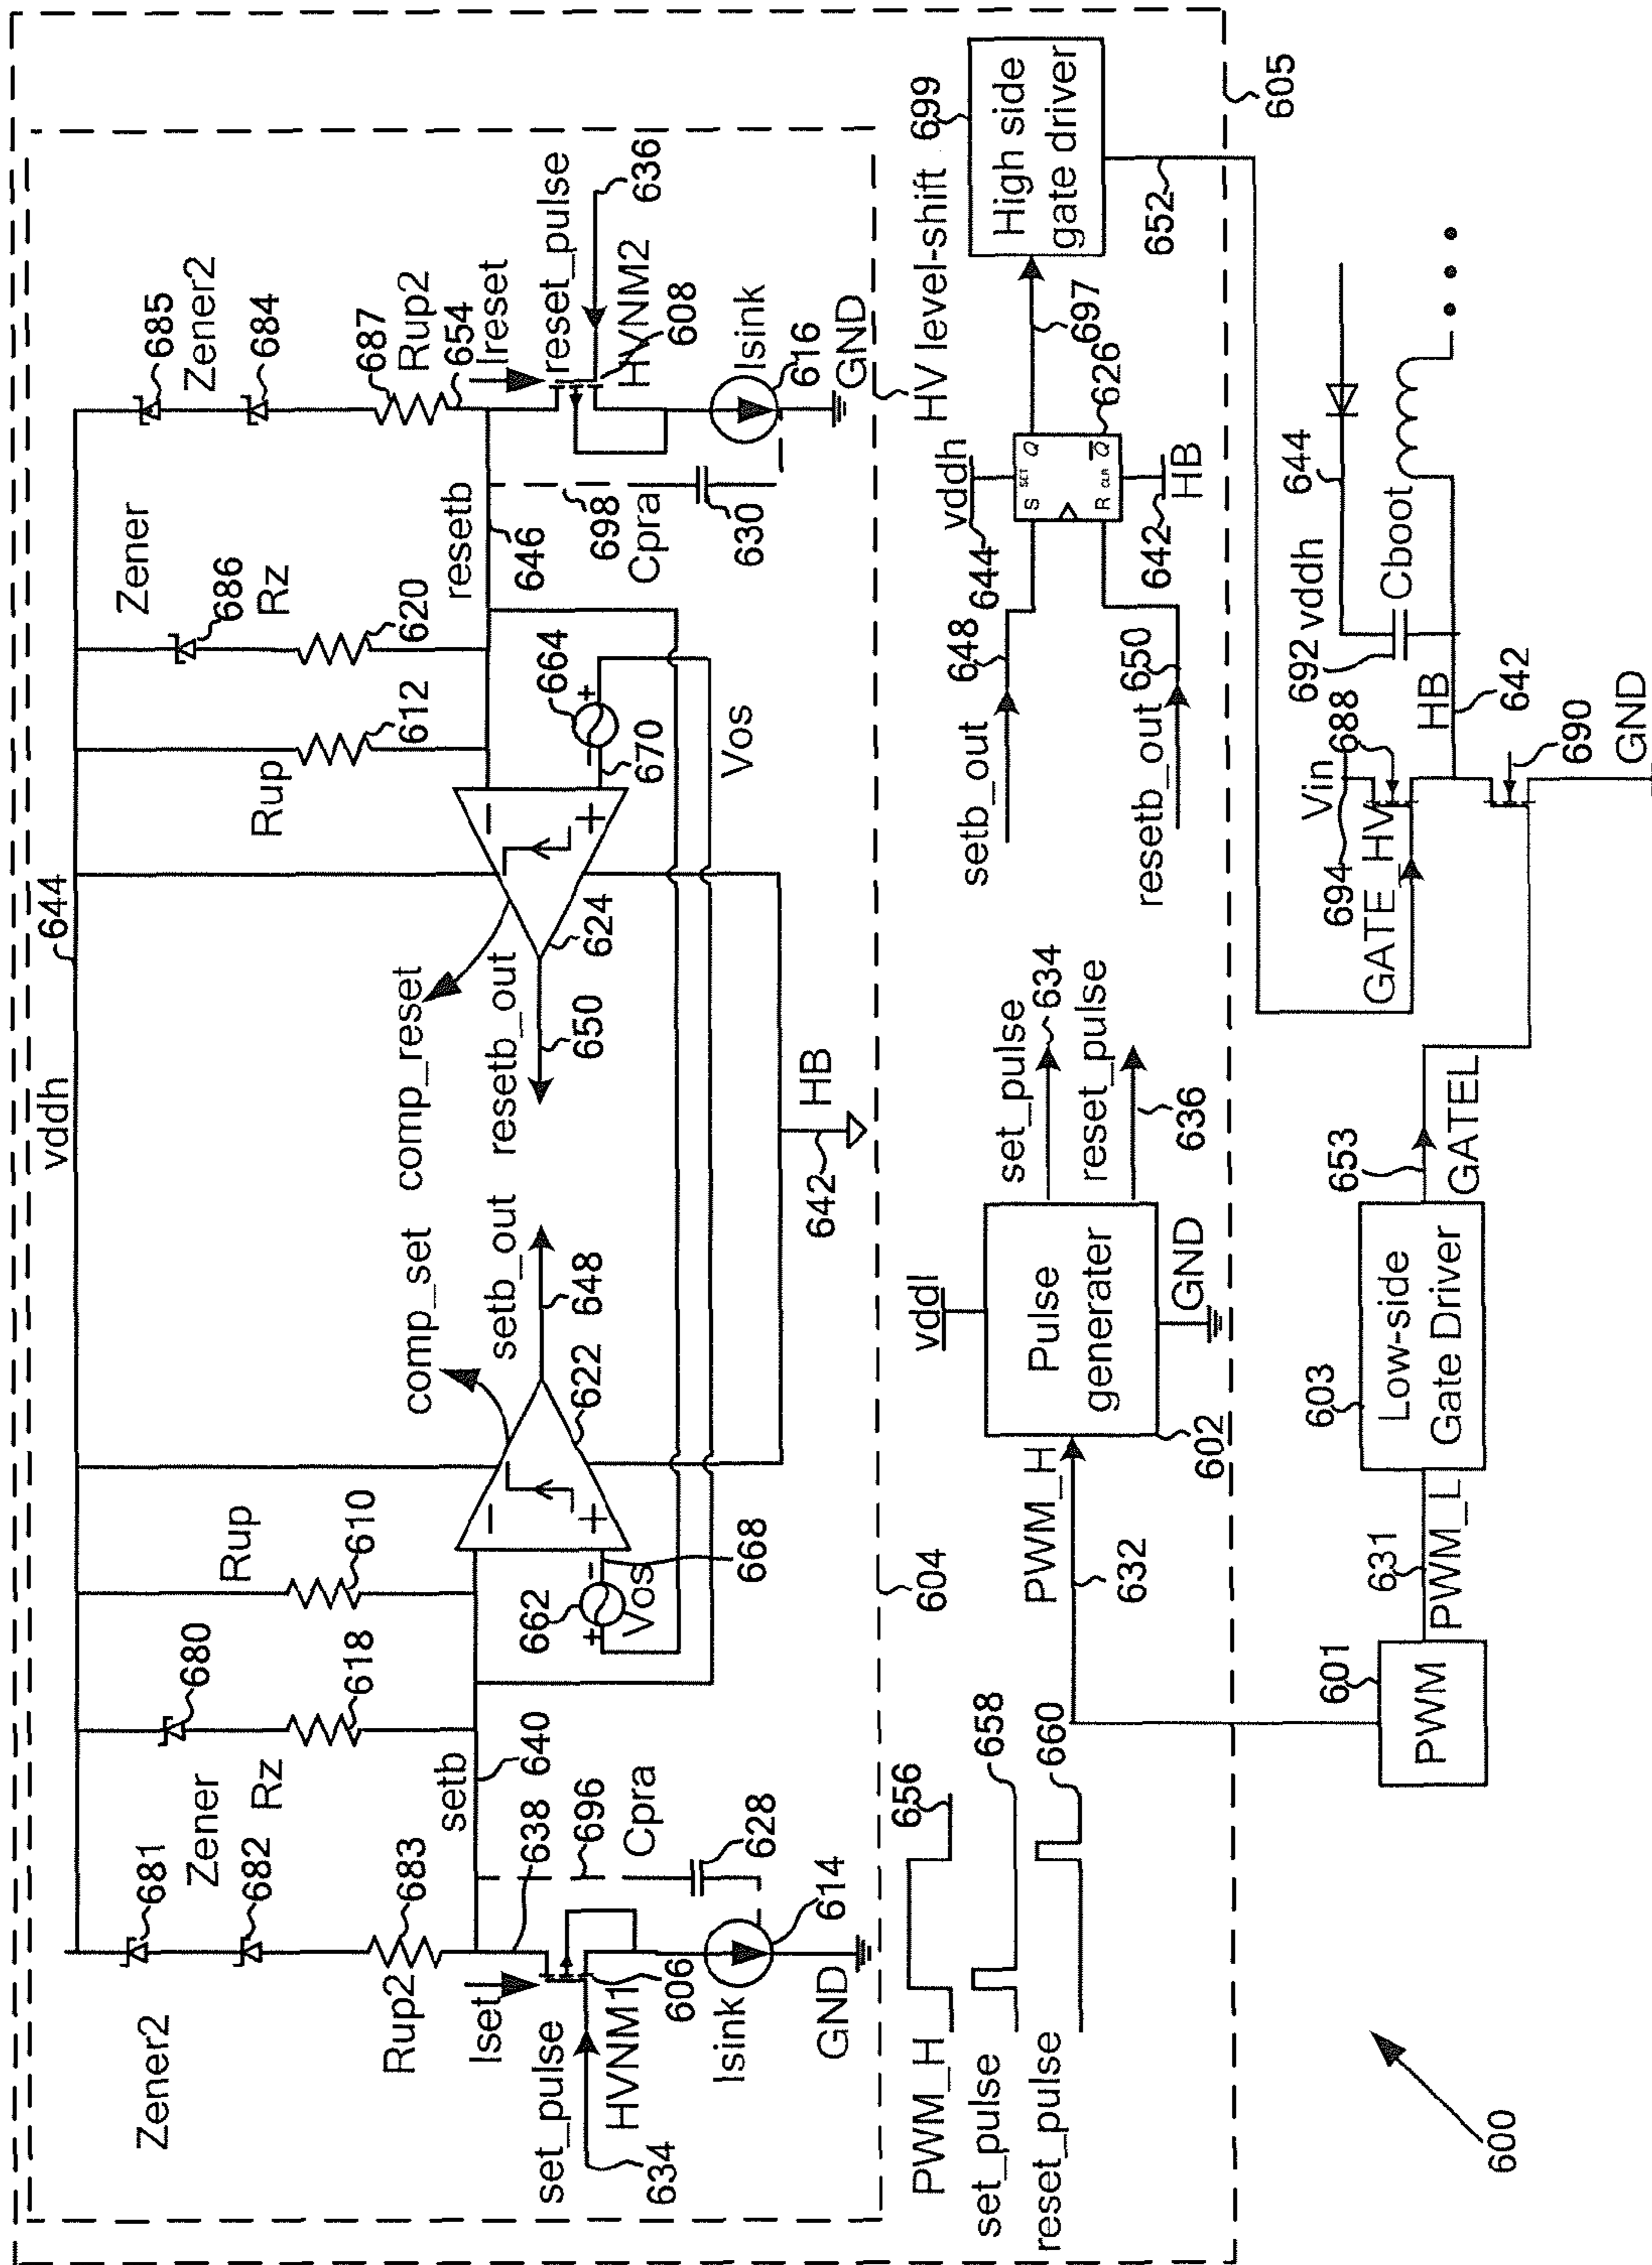 vddh
644
Zener2
681
Zener
682
Rup2
683
Iset
638
set_pulse
634
HVNM1
606
Isink
614
GND
setb
640
696
Cpra
628
680
Rz
618
Rup
610
Vos
662
668
622
comp_set
setb_out
648
HB
642
comp_reset
resetb_out
650
624
Rup
612
664
670
Vos
Zener
686
Rz
620
resetb
646
698
Cpra
630
685
Zener2
684
687
Rup2
654
Ireset
reset_pulse
636
HVNM2
608
Isink
616
GND
604
HV level-shift
PWM_H
656
set_pulse
658
reset_pulse
660
PWM_H
632
vddl
Pulse
generater
602
GND
set_pulse
634
reset_pulse
636
setb_out
648
resetb_out
650
vddh
644
S
SET
Q
R
CLR
Q
626
642
HB
697
699
High side
gate driver
652
605
601
PWM
631
PWM_L
603
Low-side
Gate Driver
653
GATEL
GATE_HV
694
Vin
688
690
GND
HB
642
692
vddh
Cboot
644
600